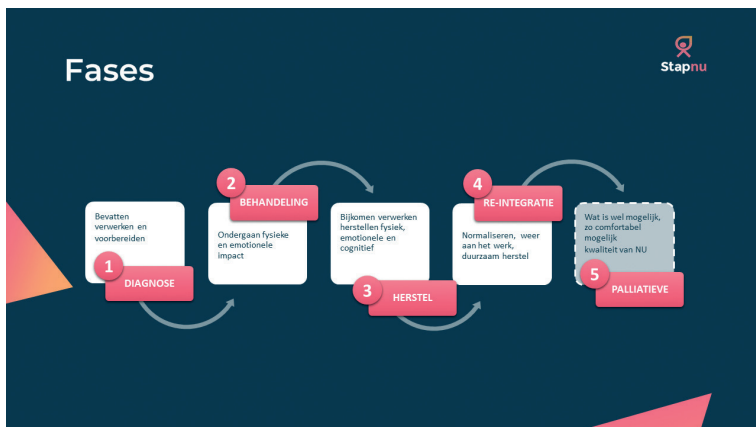 Fases
Stapnu
Bevatten
verwerken en
voorbereiden
1
DIAGNOSE
2
BEHANDELING
Ondergaan fysieke
en emotionele
impact
Bijkomen verwerken
herstellen fysiek,
emotionele en
cognitief
3
HERSTEL
4
RE-INTEGRATIE
Normaliseren, weer
aan het werk,
duurzaam herstel
Wat is wel mogelijk,
zo comfortabel
mogelijk
kwaliteit van NU
5
PALLIATIEVE